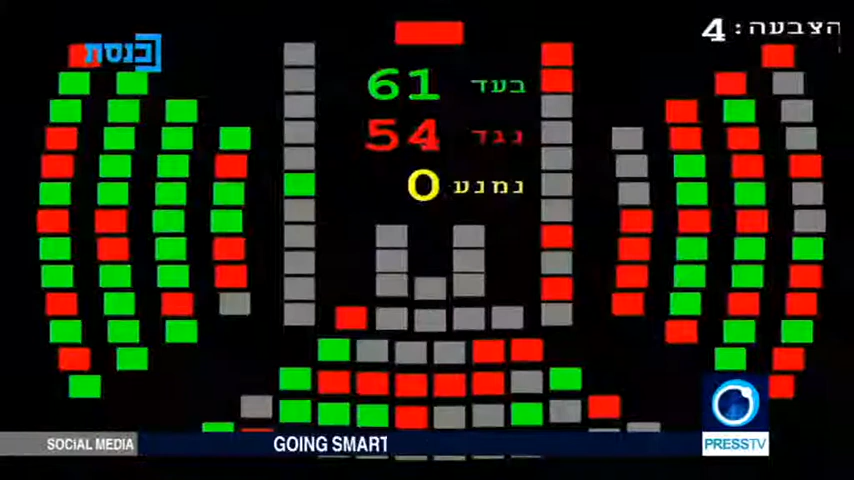 כנסת
הצבעה: 4
61 בעד
54 נגד
0 נמנע
SOCIAL MEDIA
GOING SMART
PRESSTV